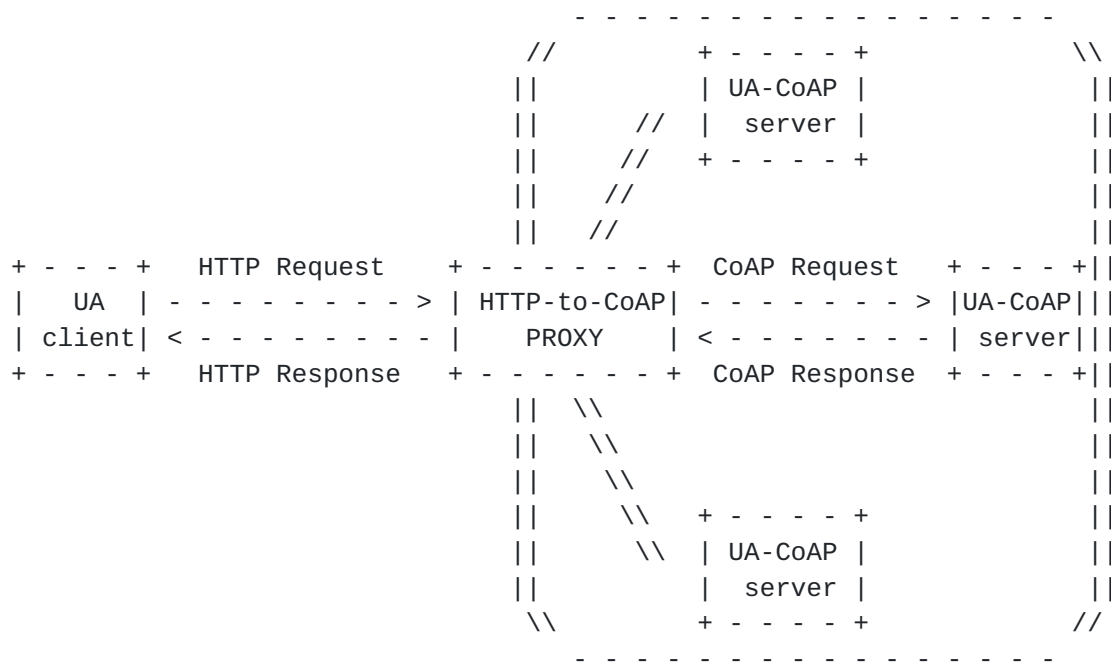 UA-CoAP
server
HTTP Request CoAP Request
UA HTTP-to-CoAP UA-CoAP
client PROXY server
HTTP Response CoAP Response
UA-CoAP
server